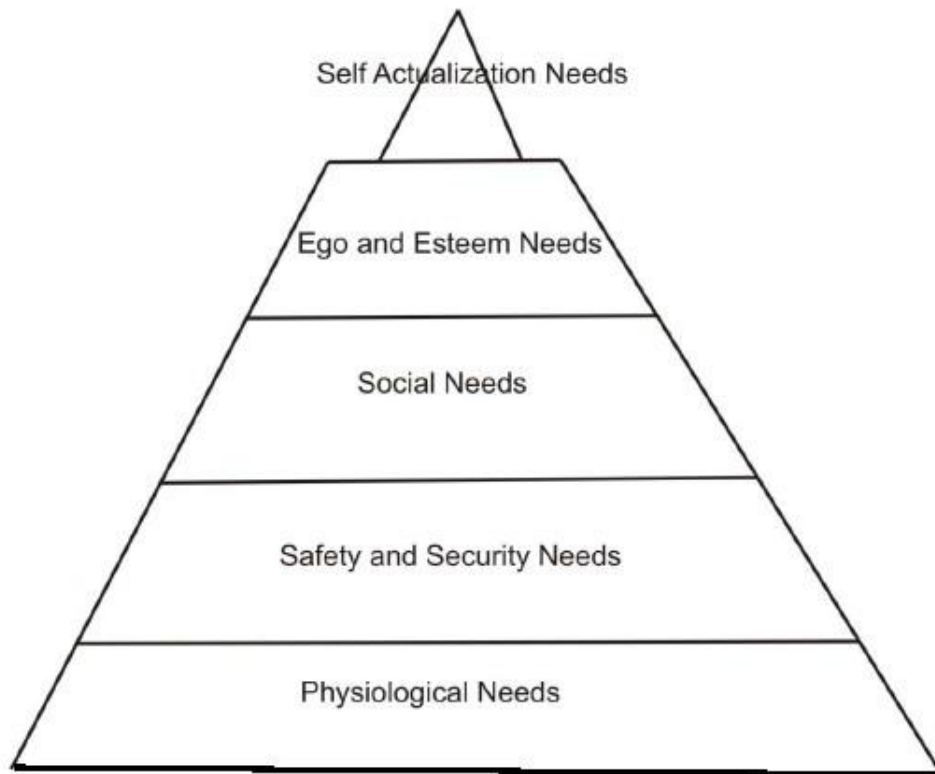 Self Actualization Needs
Ego and Esteem Needs
Social Needs
Safety and Security Needs
Physiological Needs